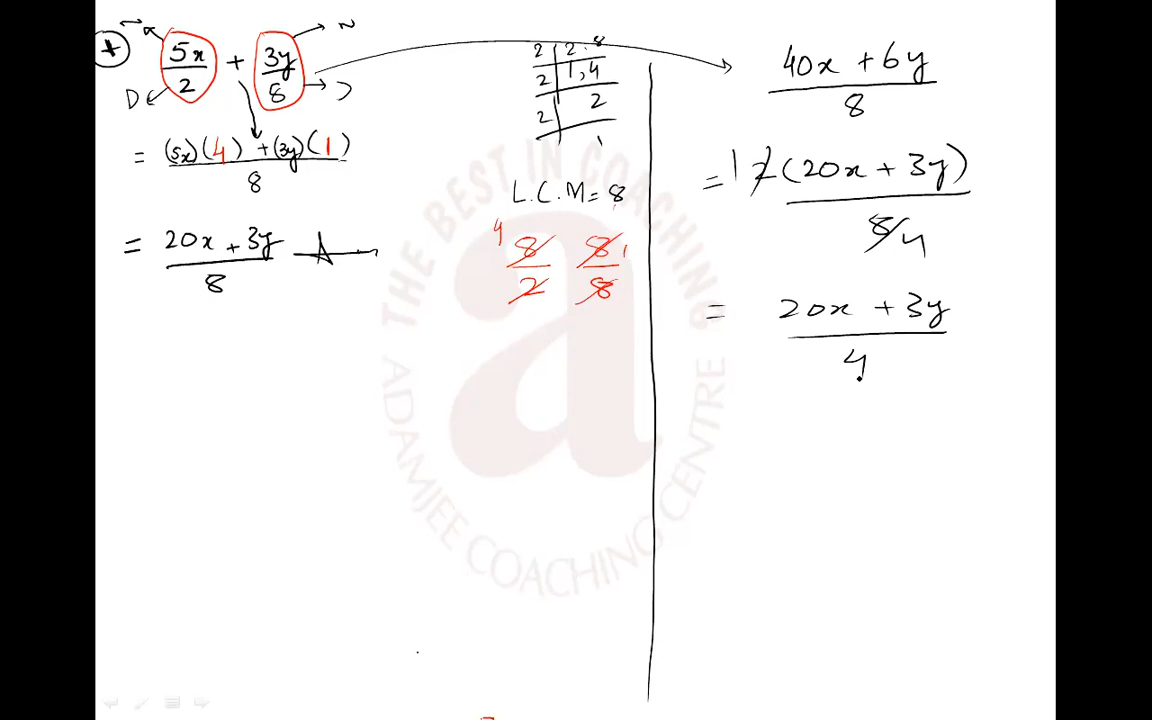 5x/2 + 3y/8
N
D
= (5x)(4) + (3y)(1) / 8
= 20x + 3y / 8
2 | 2, 8
2 | 1, 4
2 | 2
1
L.C.M = 8
4 8/2 8/8 1
40x + 6y / 8
= 1 2(20x + 3y) / 8 4
= 20x + 3y / 4
THE BEST IN COACHING
a
ADAMJEE COACHING CENTRE